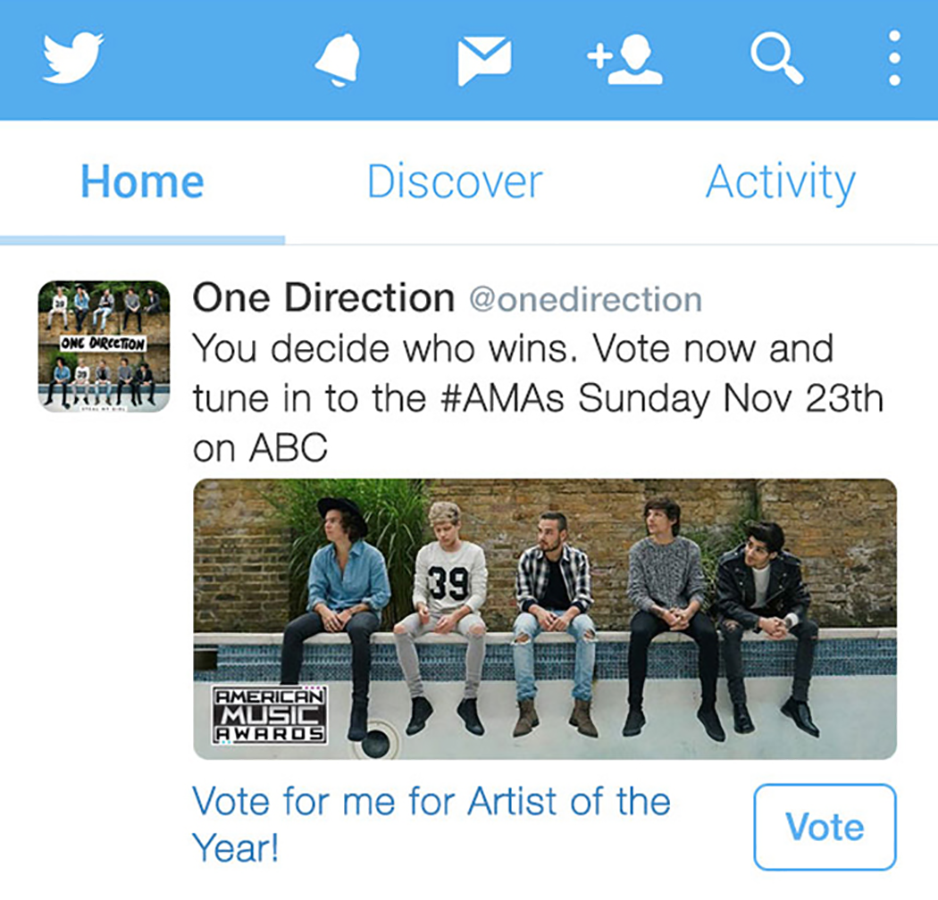 Home Discover Activity
One Direction @onedirection
ONE DIRECTION
You decide who wins. Vote now and
tune in to the #AMAs Sunday Nov 23th
on ABC
39
AMERICAN
MUSIC
AWARDS
Vote for me for Artist of the
Year!
Vote